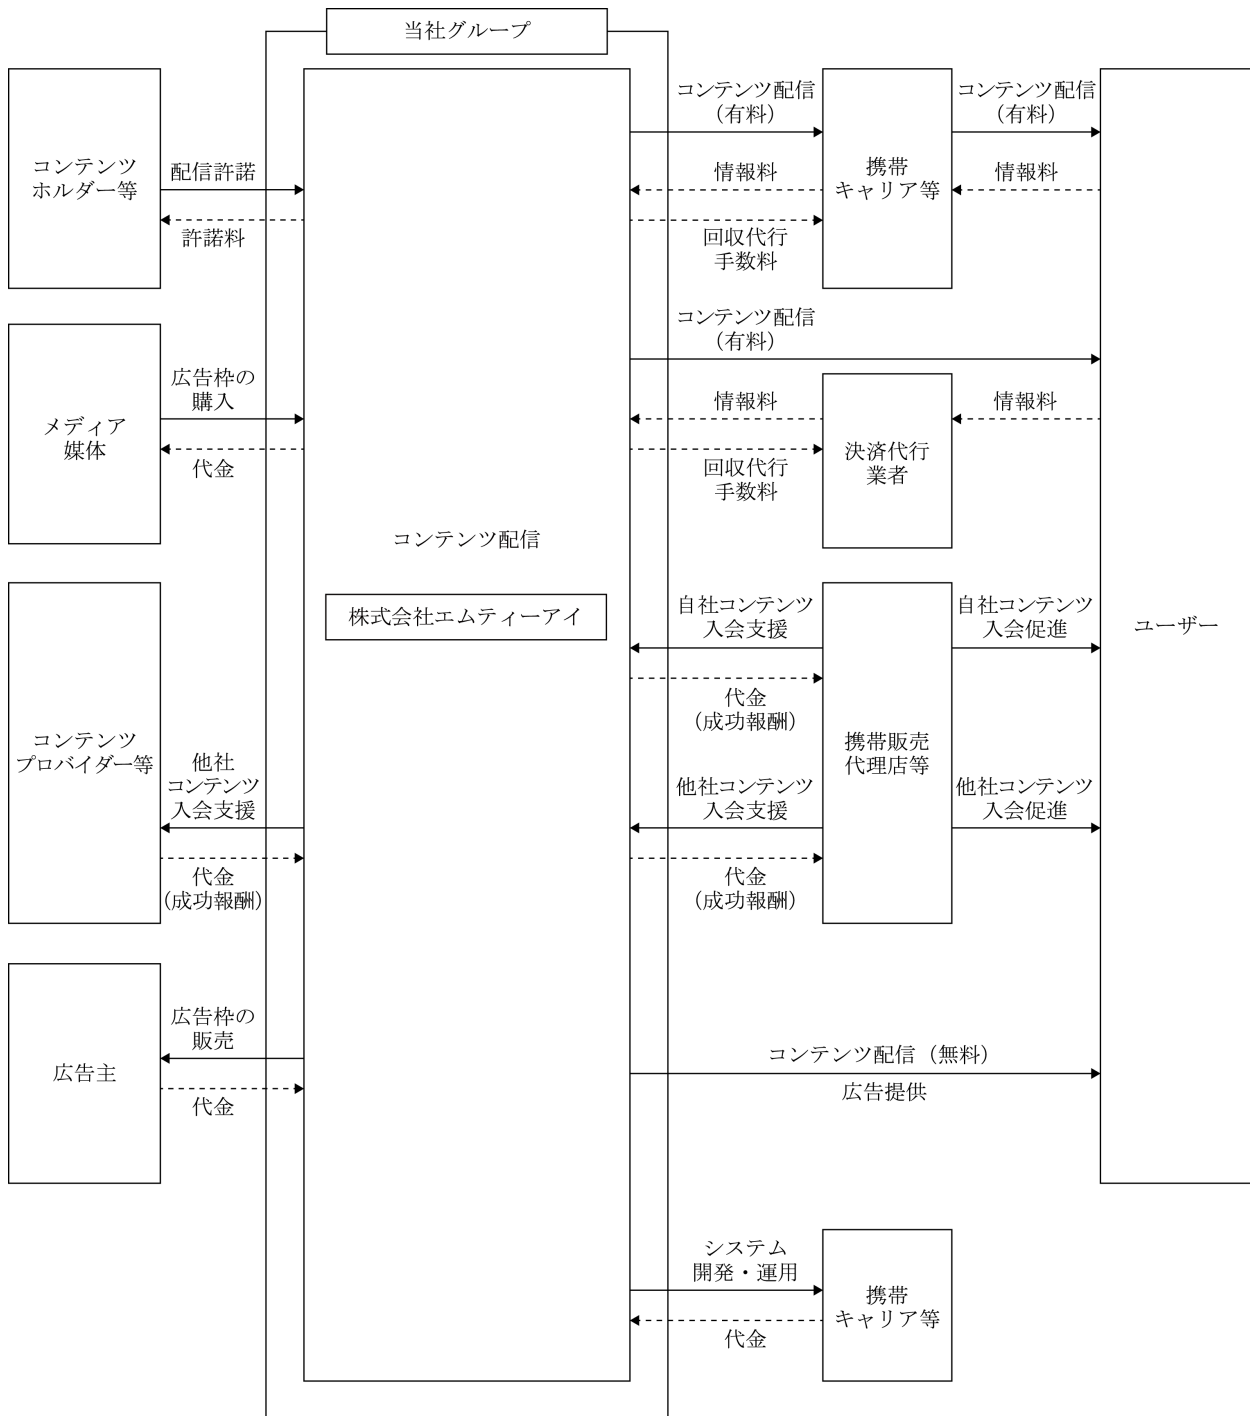 当社グループ
コンテンツ
ホルダー等
配信許諾
許諾料
コンテンツ配信
（有料）
情報料
回収代行
手数料
携帯
キャリア等
コンテンツ配信
（有料）
情報料
メディア
媒体
広告枠の
購入
代金
コンテンツ配信
（有料）
情報料
回収代行
手数料
決済代行
業者
情報料
コンテンツ配信
株式会社エムティーアイ
ユーザー
コンテンツ
プロバイダー等
他社
コンテンツ
入会支援
代金
（成功報酬）
自社コンテンツ
入会支援
代金
（成功報酬）
他社コンテンツ
入会支援
代金
（成功報酬）
携帯販売
代理店等
自社コンテンツ
入会促進
他社コンテンツ
入会促進
広告主
広告枠の
販売
代金
コンテンツ配信（無料）
広告提供
システム
開発・運用
代金
携帯
キャリア等